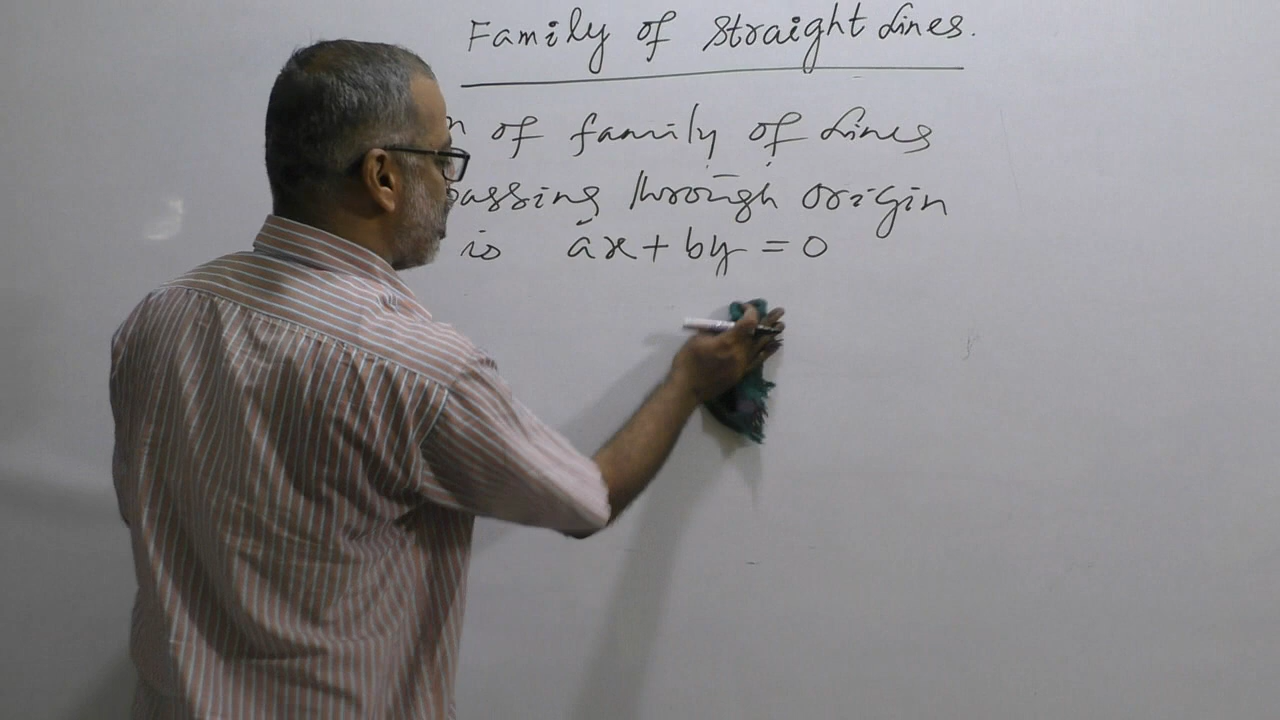 Family of Straight Lines.
n of family of Lines
passing through origin
is ax + by = 0